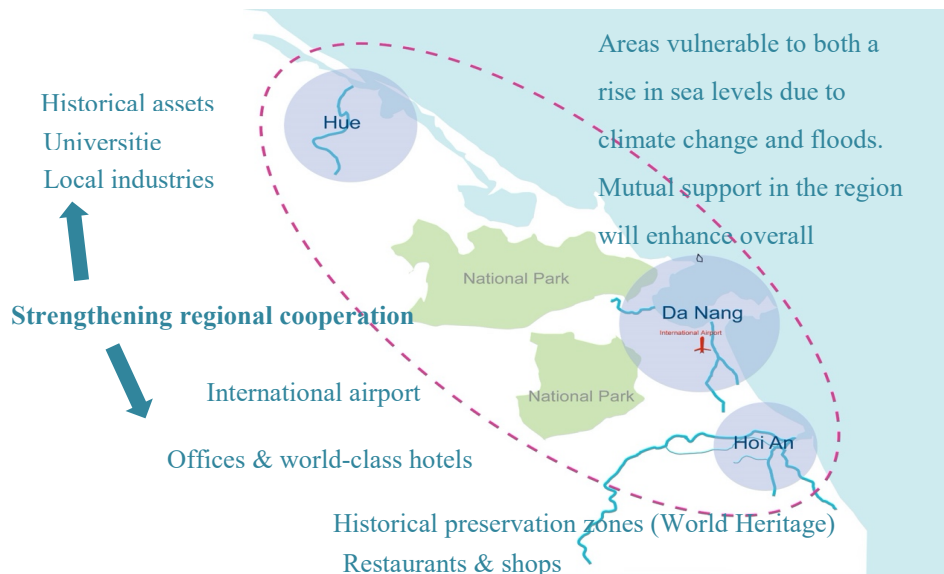 Areas vulnerable to both a
rise in sea levels due to
climate change and floods.
Mutual support in the region
will enhance overall
Historical assets
Universitie
Local industries
Hue
National Park
Strengthening regional cooperation
Da Nang
International Airport
International airport
National Park
Hoi An
Offices & world-class hotels
Historical preservation zones (World Heritage)
Restaurants & shops